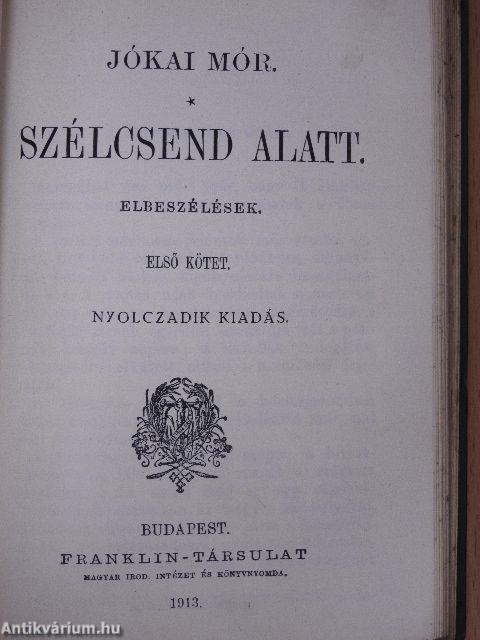 JÓKAI MÓR.
*
SZÉLCSEND ALATT.
ELBESZÉLÉSEK.
ELSŐ KÖTET.
NYOLCZADIK KIADÁS.
BUDAPEST.
FRANKLIN-TÁRSULAT
MAGYAR IROD. INTÉZET ÉS KÖNYVNYOMDA.
1913.
Antikvárium.hu